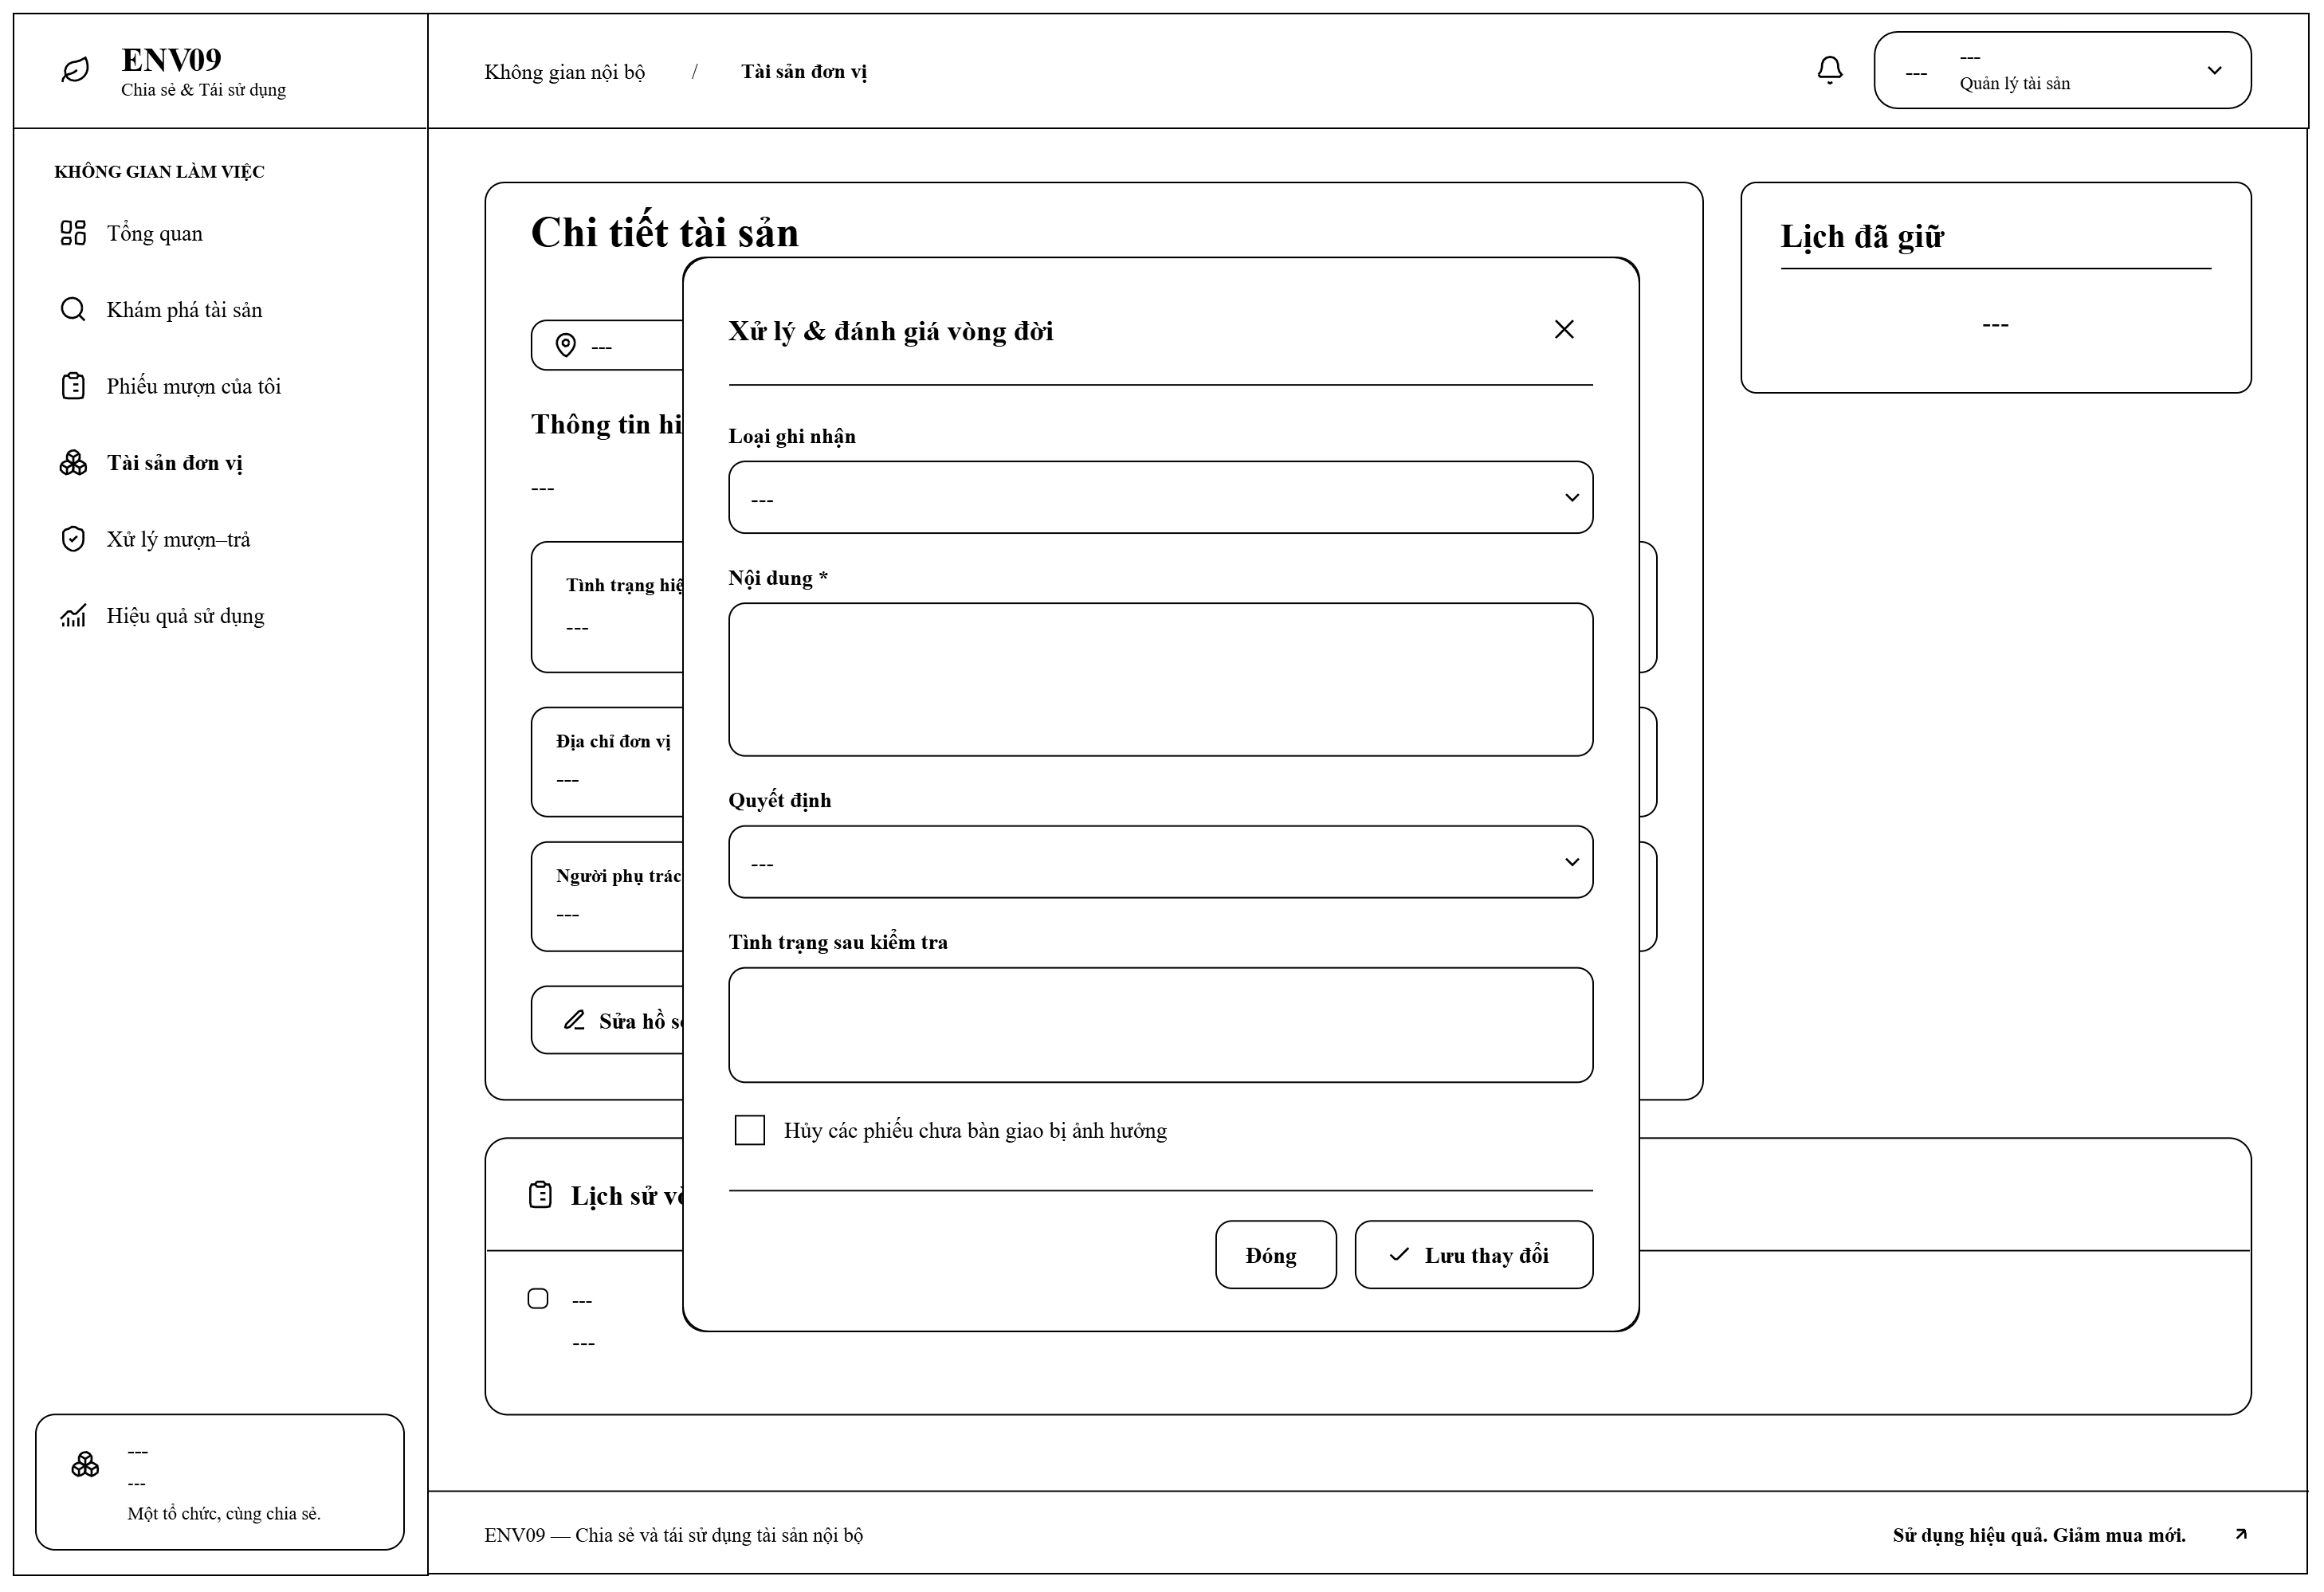 ENV09
Chia sẻ & Tái sử dụng
Không gian nội bộ / Tài sản đơn vị
---
---
Quản lý tài sản
KHÔNG GIAN LÀM VIỆC
Tổng quan
Khám phá tài sản
Phiếu mượn của tôi
Tài sản đơn vị
Xử lý mượn–trả
Hiệu quả sử dụng
---
---
Một tổ chức, cùng chia sẻ.
Chi tiết tài sản
---
Thông tin hi
---
Tình trạng hiệ
---
Địa chỉ đơn vị
---
Người phụ trác
---
Sửa hồ sơ
Lịch đã giữ
---
Xử lý & đánh giá vòng đời
Loại ghi nhận
---
Nội dung *
Quyết định
---
Tình trạng sau kiểm tra
Hủy các phiếu chưa bàn giao bị ảnh hưởng
Đóng
Lưu thay đổi
Lịch sử vò
---
---
ENV09 — Chia sẻ và tái sử dụng tài sản nội bộ
Sử dụng hiệu quả. Giảm mua mới.